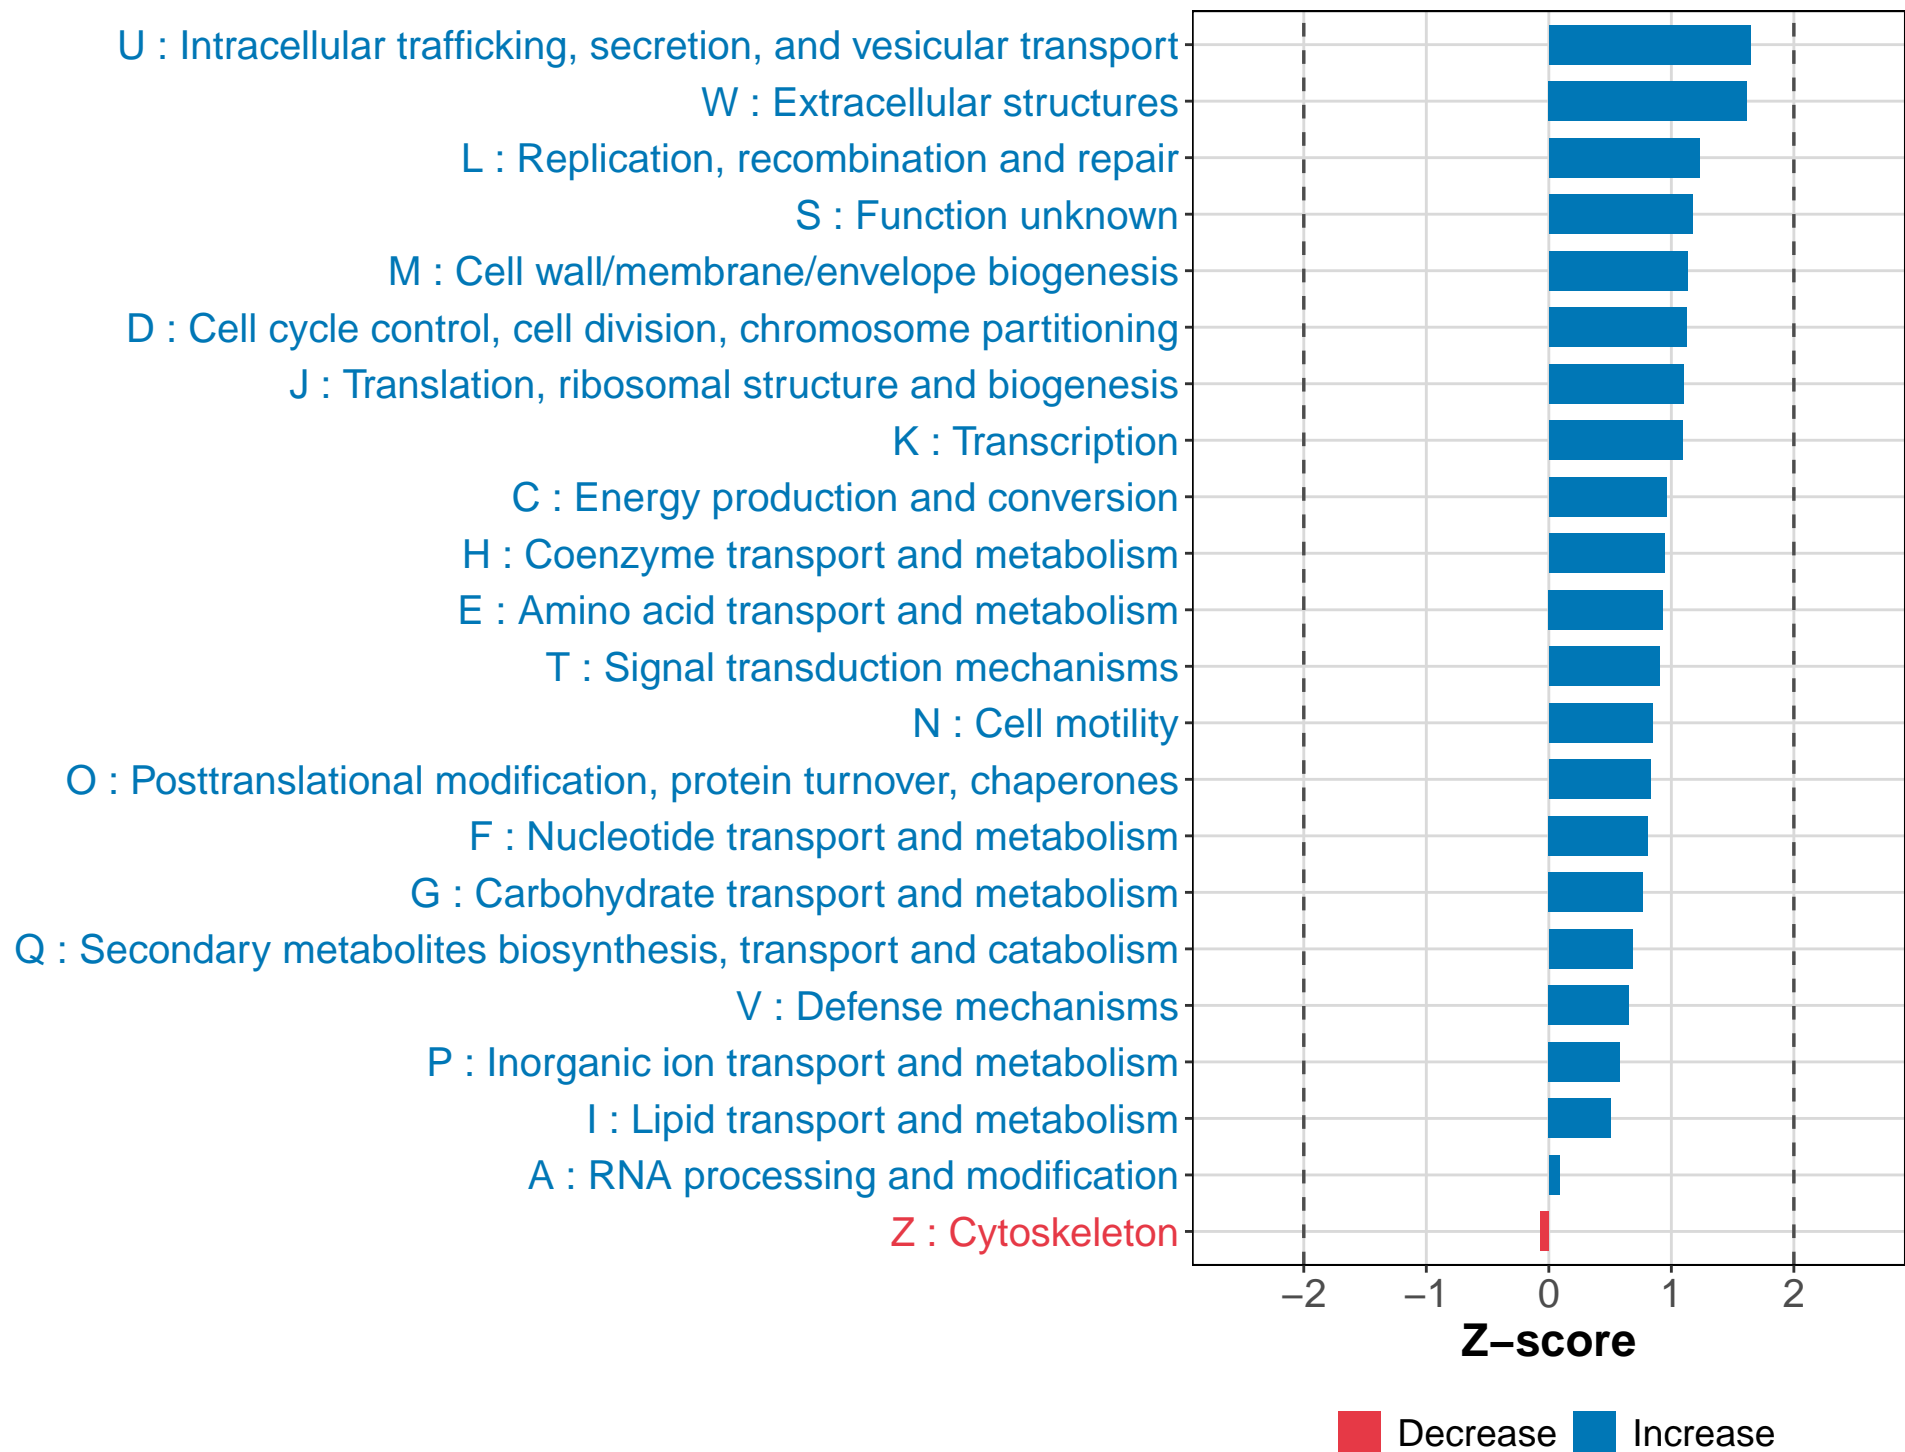 U : Intracellular trafficking, secretion, and vesicular transport
W : Extracellular structures
L : Replication, recombination and repair
S : Function unknown
M : Cell wall/membrane/envelope biogenesis
D : Cell cycle control, cell division, chromosome partitioning
J : Translation, ribosomal structure and biogenesis
K : Transcription
C : Energy production and conversion
H : Coenzyme transport and metabolism
E : Amino acid transport and metabolism
T : Signal transduction mechanisms
N : Cell motility
O : Posttranslational modification, protein turnover, chaperones
F : Nucleotide transport and metabolism
G : Carbohydrate transport and metabolism
Q : Secondary metabolites biosynthesis, transport and catabolism
V : Defense mechanisms
P : Inorganic ion transport and metabolism
I : Lipid transport and metabolism
A : RNA processing and modification
Z : Cytoskeleton
−2 −1 0 1 2
Z−score
Decrease Increase